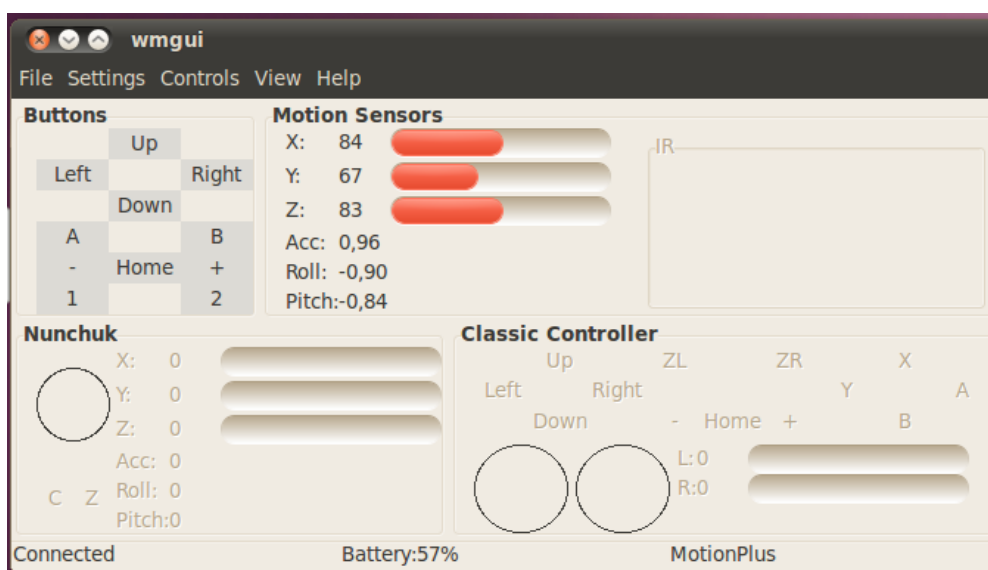 wmgui
File Settings Controls View Help
Buttons
Up
Left Right
Down
A B
- Home +
1 2
Motion Sensors
X: 84
Y: 67
Z: 83
Acc: 0,96
Roll: -0,90
Pitch:-0,84
IR
Nunchuk
X: 0
Y: 0
Z: 0
Acc: 0
C Z Roll: 0
Pitch:0
Classic Controller
Up ZL ZR X
Left Right Y A
Down - Home + B
L:0
R:0
Connected Battery:57% MotionPlus